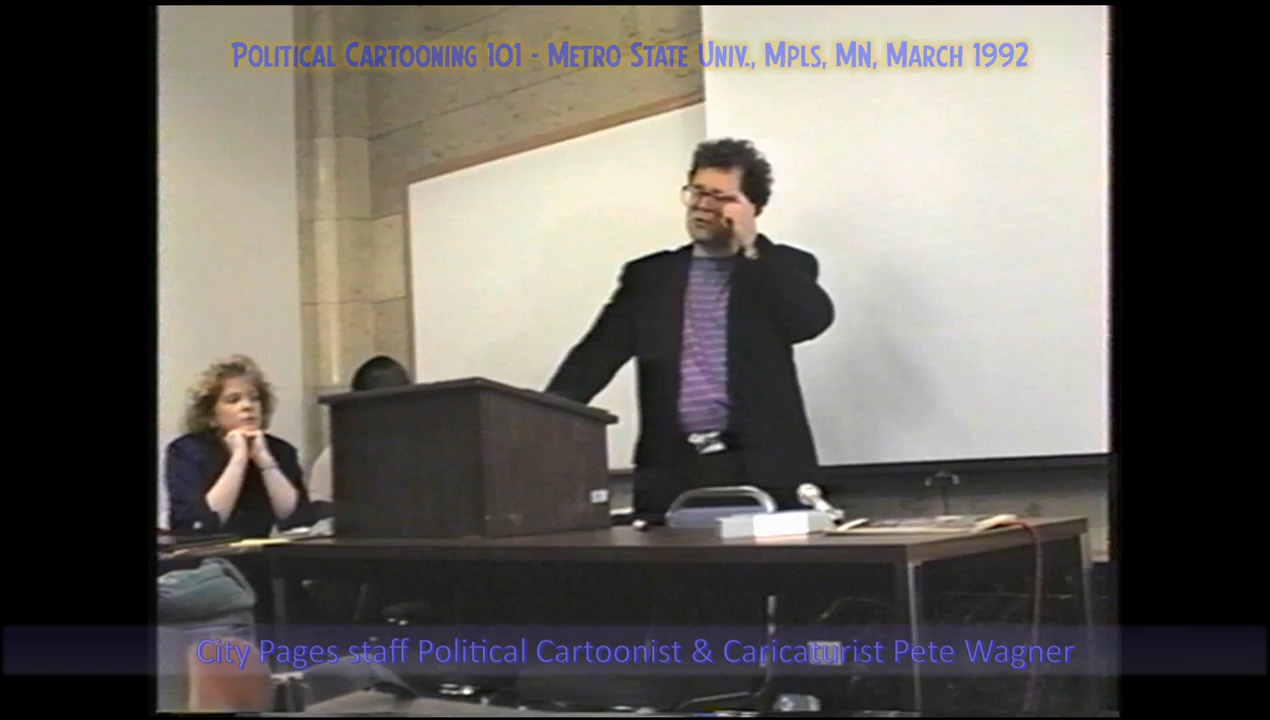 Political Cartooning 101 - Metro State Univ., Mpls, MN, March 1992
City Pages staff Political Cartoonist & Caricaturist Pete Wagner